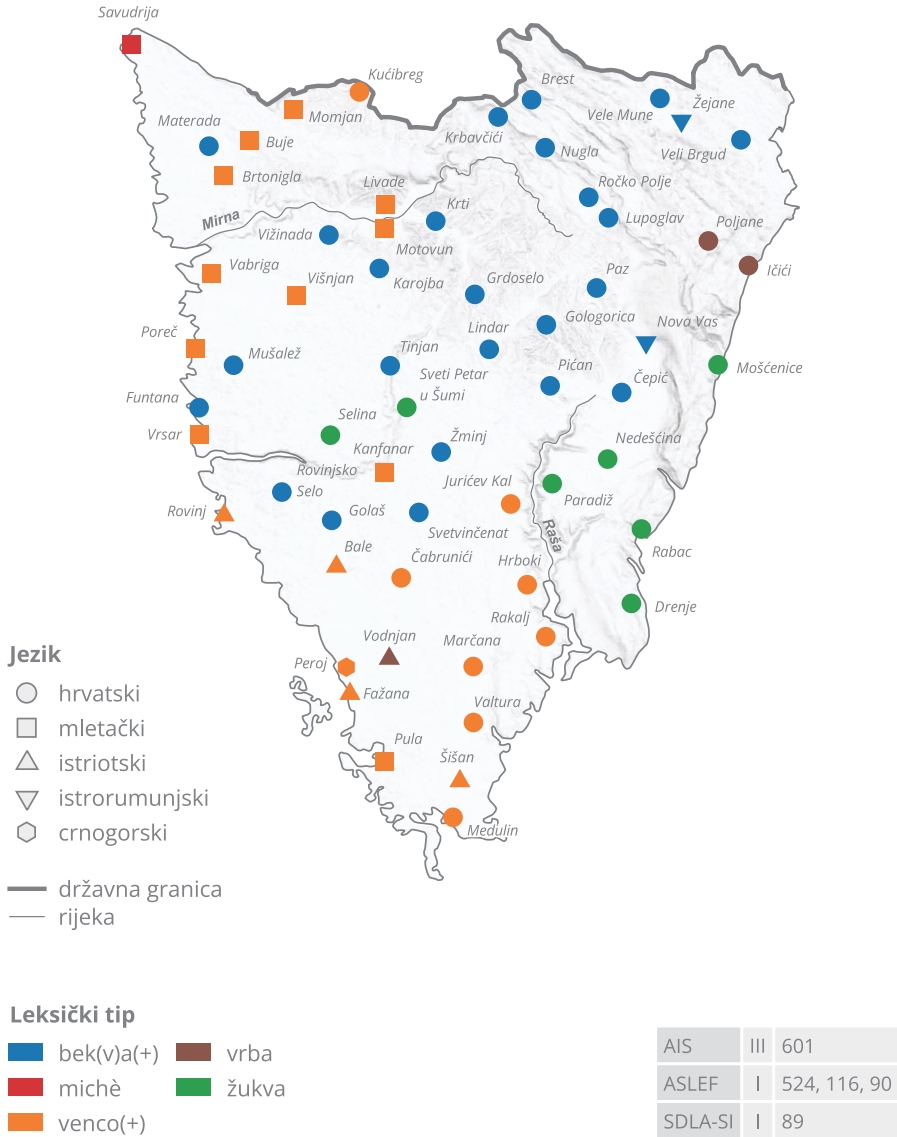 Savudrija
Kućibreg
Momjan
Materada
Buje
Brtonigla
Brest
Krbavčići
Nugla
Vele Mune
Žejane
Veli Brgud
Livade
Mirna
Krti
Ročko Polje
Lupoglav
Poljane
Ičići
Vižinada
Motovun
Karojba
Vabriga
Višnjan
Grdoselo
Paz
Gologorica
Nova Vas
Poreč
Mušalež
Lindar
Tinjan
Pićan
Čepić
Mošćenice
Funtana
Vrsar
Sveti Petar
u Šumi
Selina
Kanfanar
Žminj
Nedešćina
Jurićev Kal
Paradiž
Rovinjsko
Selo
Rovinj
Golaš
Svetvinčenat
Raša
Rabac
Bale
Čabrunići
Hrboki
Drenje
Rakalj
Vodnjan
Marčana
Peroj
Fažana
Valtura
Pula
Šišan
Medulin
Jezik
hrvatski
mletački
istriotski
istrorumunjski
crnogorski
državna granica
rijeka
Leksički tip
bek(v)a(+)
michè
venco(+)
vrba
žukva
AIS III 601
ASLEF I 524, 116, 90
SDLA-SI I 89